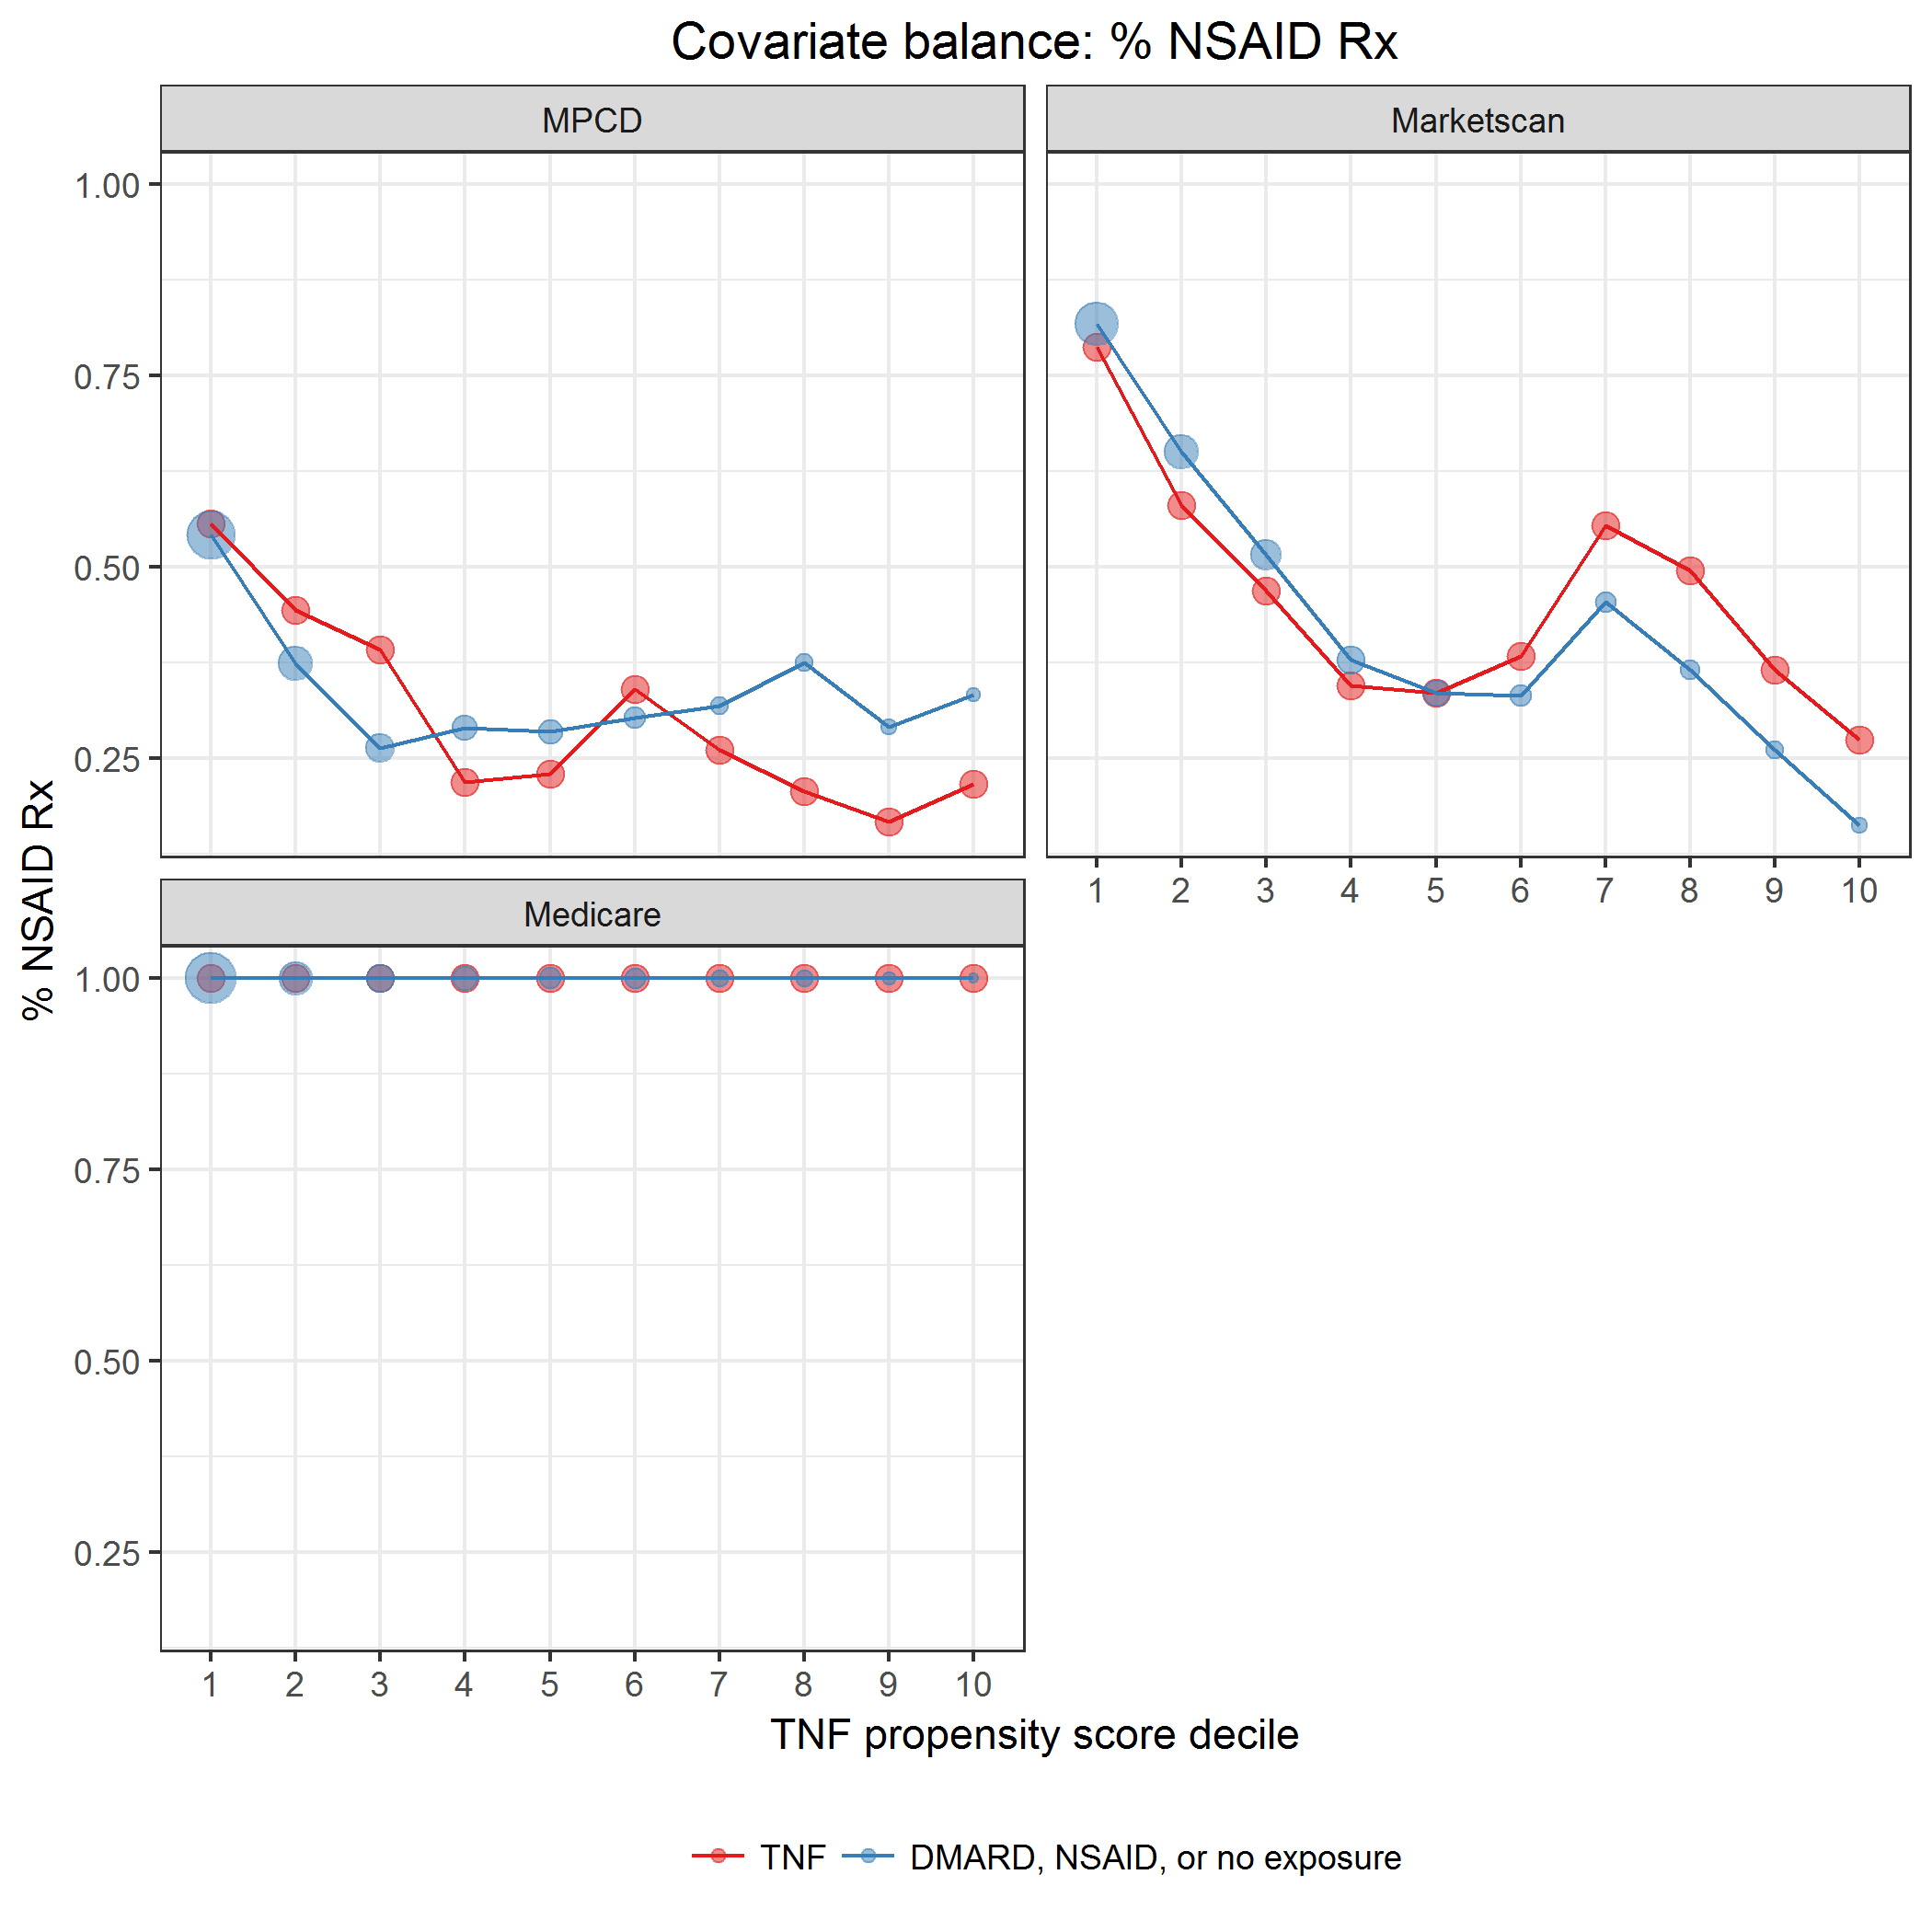 Covariate balance: % NSAID Rx
MPCD
Marketscan
1.00
0.75
0.50
0.25
1 2 3 4 5 6 7 8 9 10
Medicare
1.00
0.75
0.50
0.25
1 2 3 4 5 6 7 8 9 10
% NSAID Rx
TNF propensity score decile
TNF
DMARD, NSAID, or no exposure